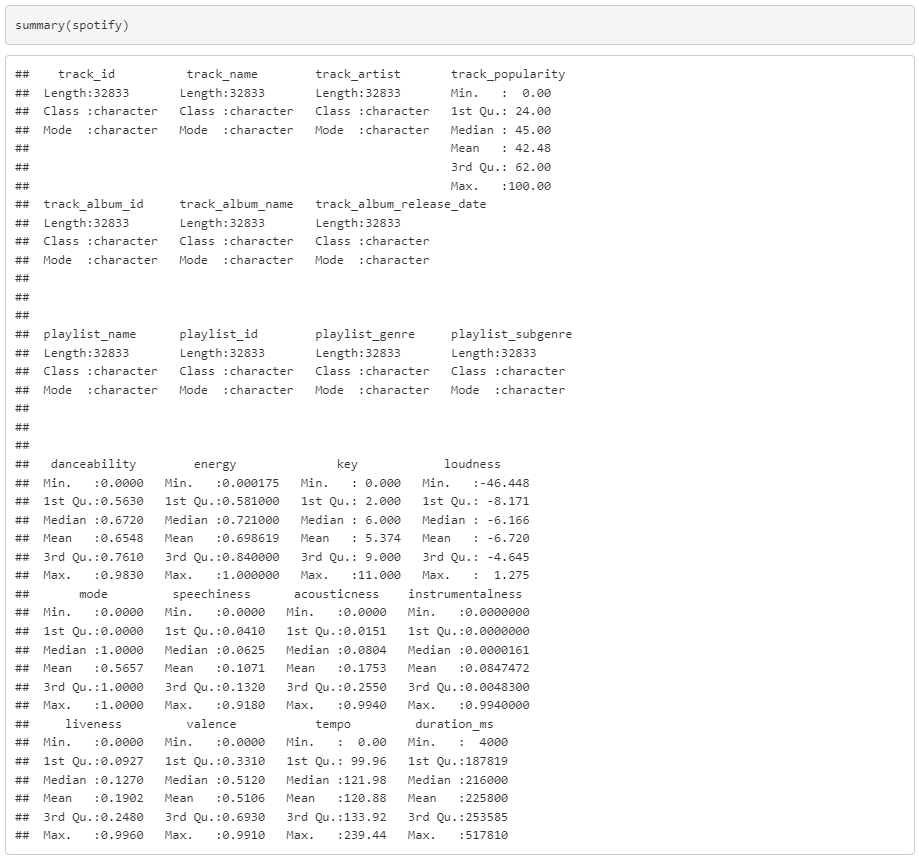 summary(spotify)
##    track_id          track_name        track_artist       track_popularity
##  Length:32833       Length:32833       Length:32833       Min.   :  0.00
##  Class :character   Class :character   Class :character   1st Qu.: 24.00
##  Mode  :character   Mode  :character   Mode  :character   Median : 45.00
##                                                           Mean   : 42.48
##                                                           3rd Qu.: 62.00
##                                                           Max.   :100.00
##  track_album_id     track_album_name   track_album_release_date
##  Length:32833       Length:32833       Length:32833
##  Class :character   Class :character   Class :character
##  Mode  :character   Mode  :character   Mode  :character
##
##
##
##  playlist_name      playlist_id        playlist_genre     playlist_subgenre
##  Length:32833       Length:32833       Length:32833       Length:32833
##  Class :character   Class :character   Class :character   Class :character
##  Mode  :character   Mode  :character   Mode  :character   Mode  :character
##
##
##
##   danceability        energy              key            loudness
##  Min.   :0.0000   Min.   :0.000175   Min.   : 0.000   Min.   :-46.448
##  1st Qu.:0.5630   1st Qu.:0.581000   1st Qu.: 2.000   1st Qu.: -8.171
##  Median :0.6720   Median :0.721000   Median : 6.000   Median : -6.166
##  Mean   :0.6548   Mean   :0.698619   Mean   : 5.374   Mean   : -6.720
##  3rd Qu.:0.7610   3rd Qu.:0.840000   3rd Qu.: 9.000   3rd Qu.: -4.645
##  Max.   :0.9830   Max.   :1.000000   Max.   :11.000   Max.   :  1.275
##       mode         speechiness      acousticness    instrumentalness
##  Min.   :0.0000   Min.   :0.0000   Min.   :0.0000   Min.   :0.0000000
##  1st Qu.:0.0000   1st Qu.:0.0410   1st Qu.:0.0151   1st Qu.:0.0000000
##  Median :1.0000   Median :0.0625   Median :0.0804   Median :0.0000161
##  Mean   :0.5657   Mean   :0.1071   Mean   :0.1753   Mean   :0.0847472
##  3rd Qu.:1.0000   3rd Qu.:0.1320   3rd Qu.:0.2550   3rd Qu.:0.0048300
##  Max.   :1.0000   Max.   :0.9180   Max.   :0.9940   Max.   :0.9940000
##     liveness         valence           tempo         duration_ms
##  Min.   :0.0000   Min.   :0.0000   Min.   :  0.00   Min.   :  4000
##  1st Qu.:0.0927   1st Qu.:0.3310   1st Qu.: 99.96   1st Qu.:187819
##  Median :0.1270   Median :0.5120   Median :121.98   Median :216000
##  Mean   :0.1902   Mean   :0.5106   Mean   :120.88   Mean   :225800
##  3rd Qu.:0.2480   3rd Qu.:0.6930   3rd Qu.:133.92   3rd Qu.:253585
##  Max.   :0.9960   Max.   :0.9910   Max.   :239.44   Max.   :517810